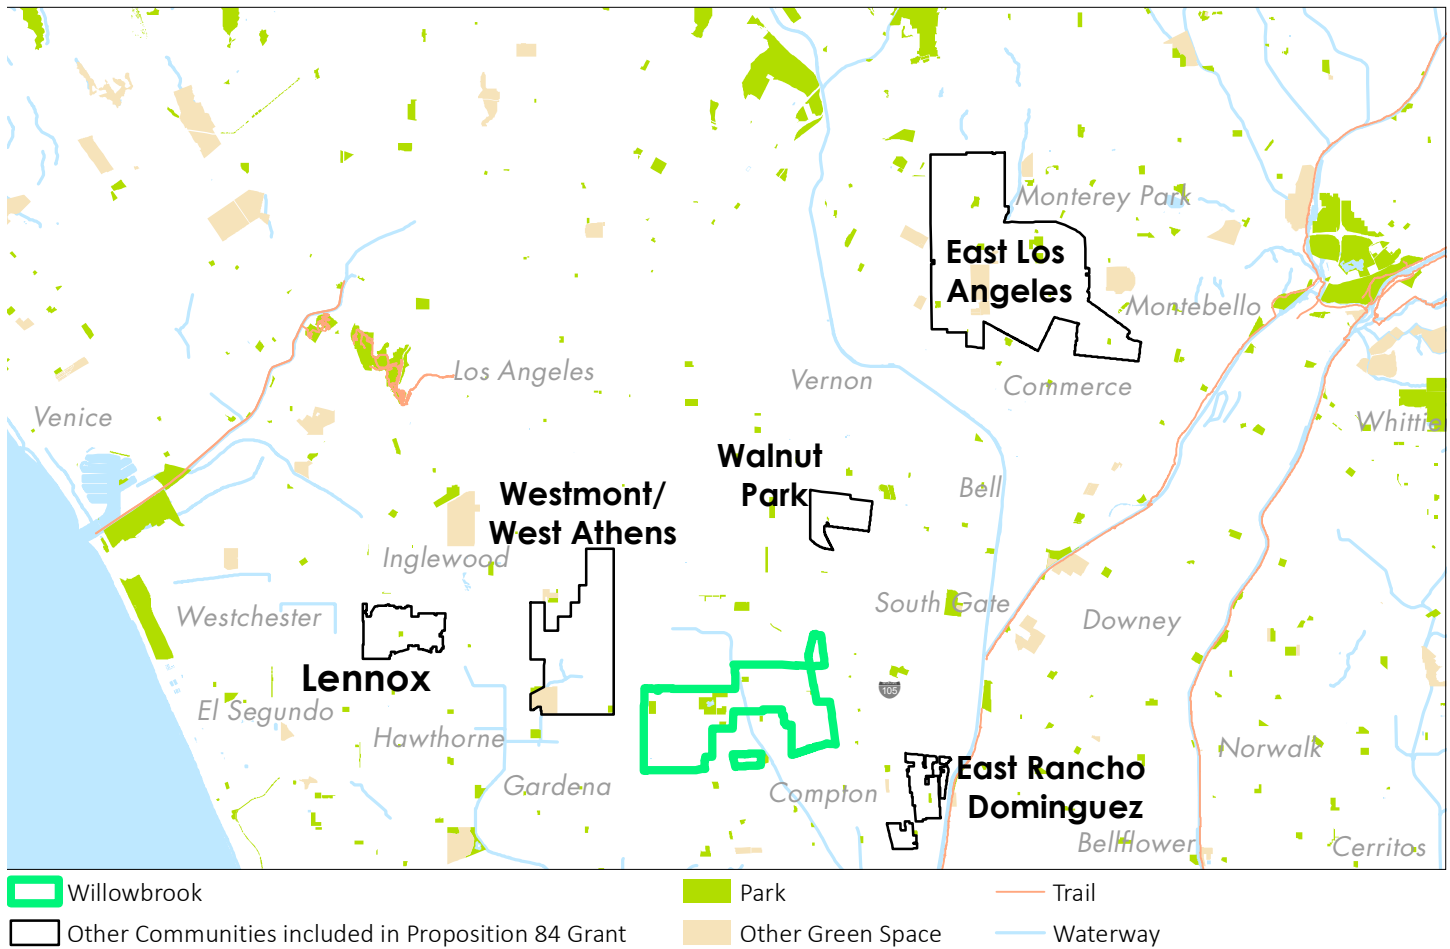 Monterey Park
East Los
Angeles
Montebello
Los Angeles
Vernon
Commerce
Venice
Whittie
Walnut
Park
Bell
Westmont/
West Athens
Inglewood
South Gate
Westchester
Downey
Lennox
105
El Segundo
Hawthorne
Norwalk
East Rancho
Dominguez
Gardena
Compton
Bellflower
Cerritos
Willowbrook
Park
Trail
Other Communities included in Proposition 84 Grant
Other Green Space
Waterway